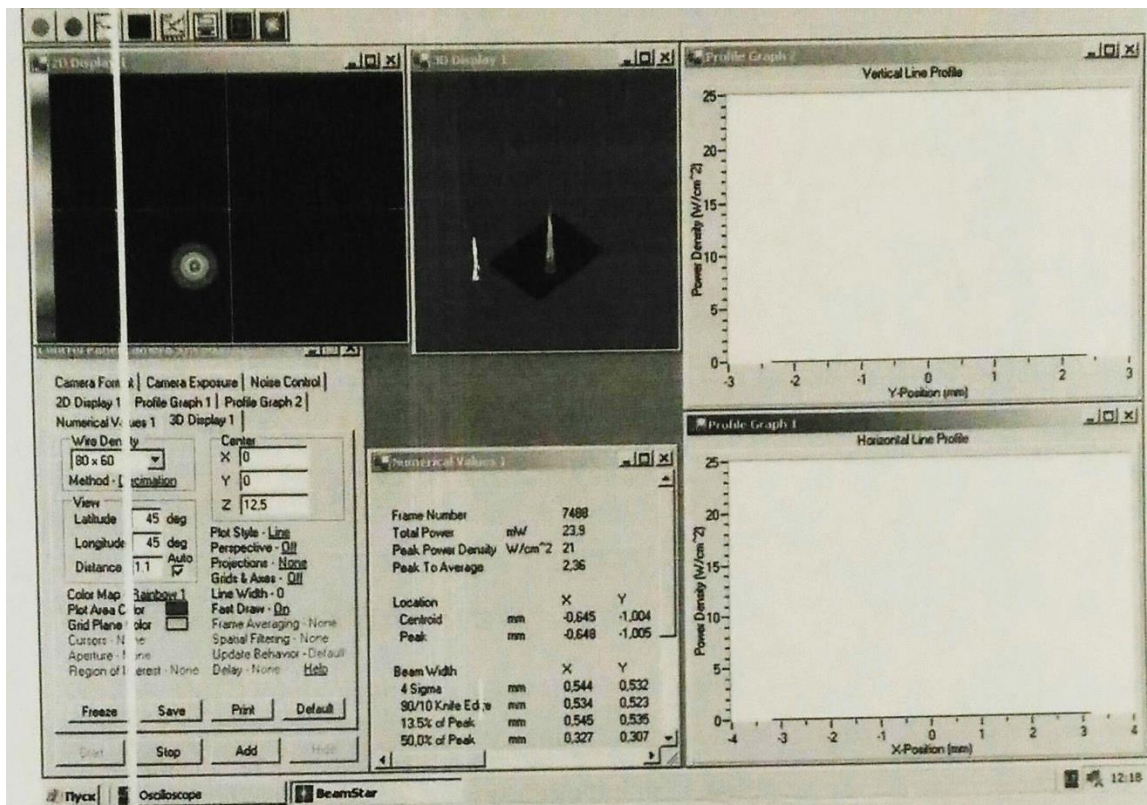 2D Display 1
3D Display 1
Profile Graph 2
Vertical Line Profile
Power Density (W/cm^2)
25
20
15
10
5
0
-3 -2 -1 0 1 2 3
Y-Position (mm)
Camera Format Camera Exposure Noise Control
2D Display 1 Profile Graph 1 Profile Graph 2
Numerical Values 1 3D Display 1
Wire Density
80 x 60
Method - Decimation
Center
X 0
Y 0
Z 12.5
View
Latitude 45 deg
Longitude 45 deg
Distance 1.1 Auto
Plot Style - Line
Perspective - Off
Projections - None
Grids & Axes - Off
Color Map Rainbow 1 Line Width - 0
Plot Area Color Fast Draw - On
Grid Plane Color Frame Averaging - None
Cursors - None Spatial Filtering - None
Aperture - None Update Behavior - Default
Region of Interest - None Delay - None Help
Freeze Save Print Default
Start Stop Add Hide
Numerical Values 1
Frame Number 7488
Total Power mW 23,9
Peak Power Density W/cm^2 21
Peak To Average 2,36
Location X Y
Centroid mm -0,645 -1,004
Peak mm -0,648 -1,005
Beam Width X Y
4 Sigma mm 0,544 0,532
90/10 Knife Edge mm 0,534 0,523
13.5% of Peak mm 0,545 0,535
50,0% of Peak mm 0,327 0,307
Profile Graph 1
Horizontal Line Profile
Power Density (W/cm^2)
25
20
15
10
5
0
-4 -3 -2 -1 0 1 2 3 4
X-Position (mm)
Пуск Osciloscope BeamStar 12:18